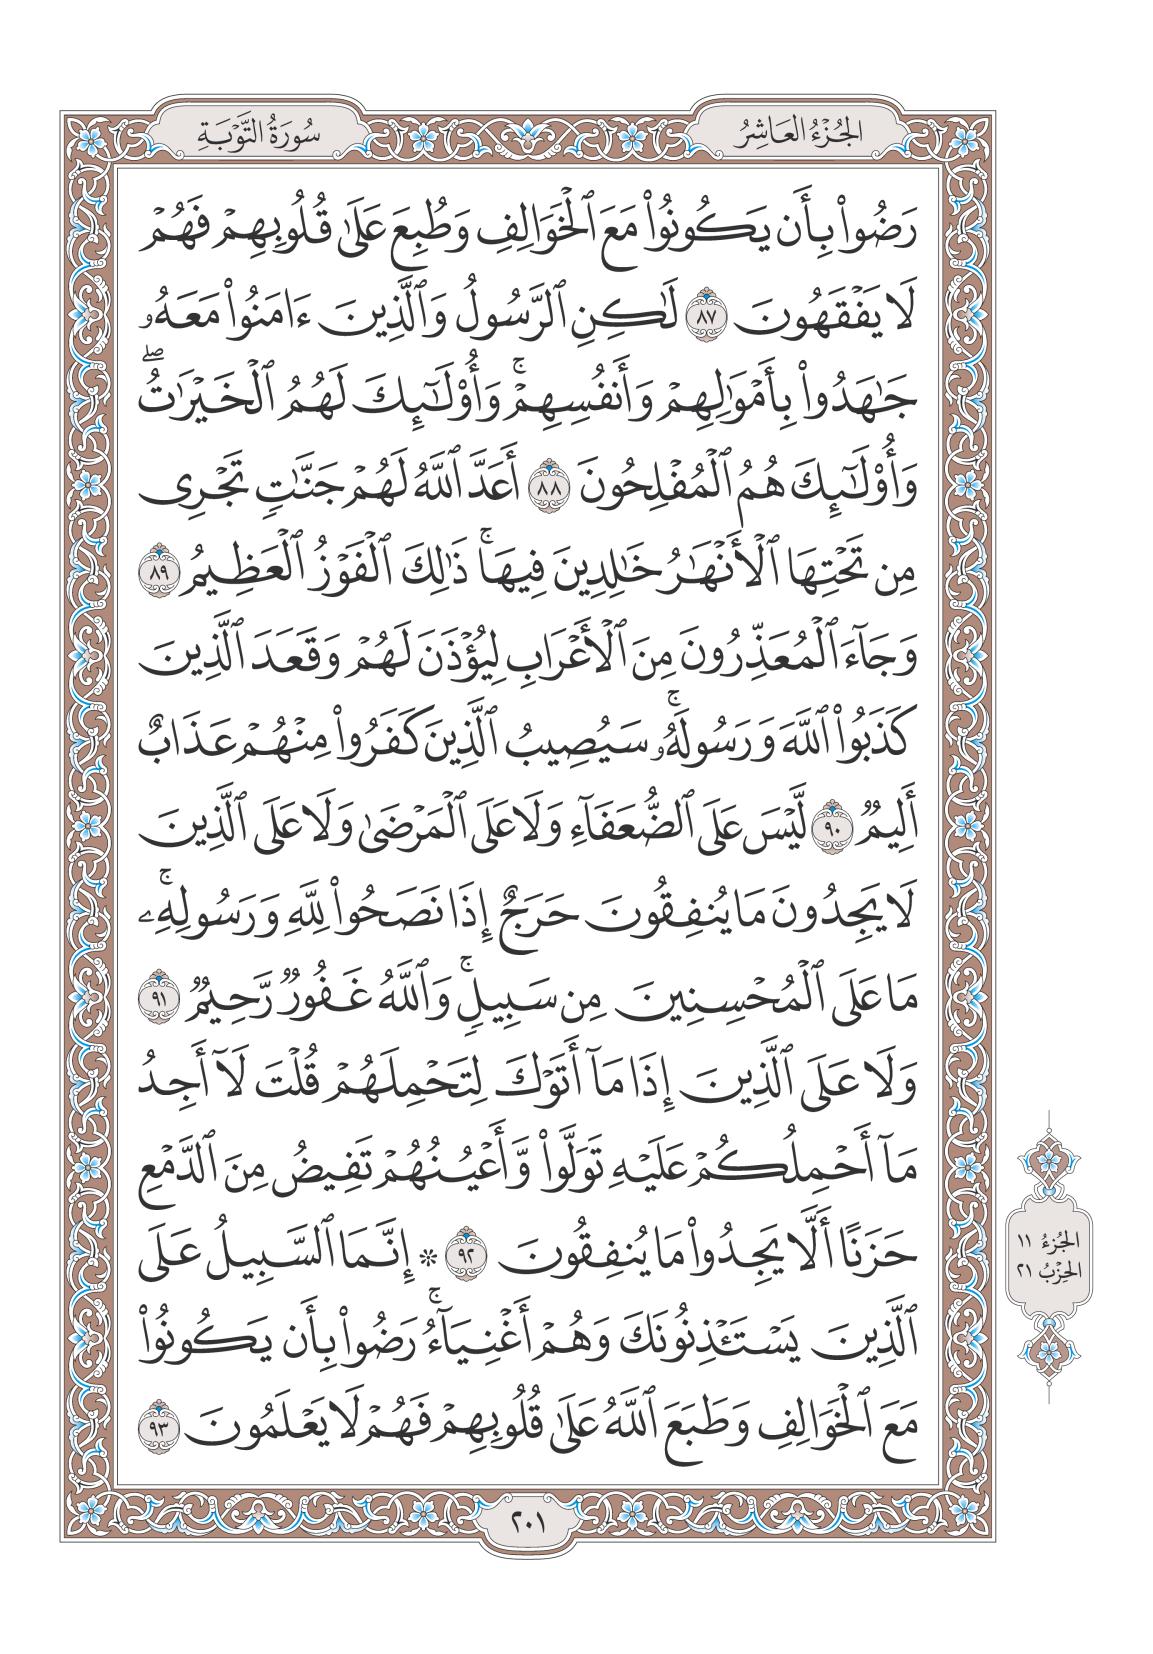 الجُزْءُ العَاشِرُ
سُورَةُ التَّوْبَةِ
رَضُوا۟ بِأَن يَكُونُوا۟ مَعَ ٱلْخَوَالِفِ وَطُبِعَ عَلَىٰ قُلُوبِهِمْ فَهُمْ
لَا يَفْقَهُونَ ٨٧ لَٰكِنِ ٱلرَّسُولُ وَٱلَّذِينَ ءَامَنُوا۟ مَعَهُۥ
جَٰهَدُوا۟ بِأَمْوَٰلِهِمْ وَأَنفُسِهِمْۚ وَأُو۟لَٰٓئِكَ لَهُمُ ٱلْخَيْرَٰتُۖ
وَأُو۟لَٰٓئِكَ هُمُ ٱلْمُفْلِحُونَ ٨٨ أَعَدَّ ٱللَّهُ لَهُمْ جَنَّٰتٍ تَجْرِى
مِن تَحْتِهَا ٱلْأَنْهَٰرُ خَٰلِدِينَ فِيهَاۚ ذَٰلِكَ ٱلْفَوْزُ ٱلْعَظِيمُ ٨٩
وَجَآءَ ٱلْمُعَذِّرُونَ مِنَ ٱلْأَعْرَابِ لِيُؤْذَنَ لَهُمْ وَقَعَدَ ٱلَّذِينَ
كَذَبُوا۟ ٱللَّهَ وَرَسُولَهُۥۚ سَيُصِيبُ ٱلَّذِينَ كَفَرُوا۟ مِنْهُمْ عَذَابٌ
أَلِيمٌ ٩٠ لَّيْسَ عَلَى ٱلضُّعَفَآءِ وَلَا عَلَى ٱلْمَرْضَىٰ وَلَا عَلَى ٱلَّذِينَ
لَا يَجِدُونَ مَا يُنفِقُونَ حَرَجٌ إِذَا نَصَحُوا۟ لِلَّهِ وَرَسُولِهِۦۚ
مَا عَلَى ٱلْمُحْسِنِينَ مِن سَبِيلٍۚ وَٱللَّهُ غَفُورٌ رَّحِيمٌ ٩١
وَلَا عَلَى ٱلَّذِينَ إِذَا مَآ أَتَوْكَ لِتَحْمِلَهُمْ قُلْتَ لَآ أَجِدُ
مَآ أَحْمِلُكُمْ عَلَيْهِ تَوَلَّوا۟ وَّأَعْيُنُهُمْ تَفِيضُ مِنَ ٱلدَّمْعِ
حَزَنًا أَلَّا يَجِدُوا۟ مَا يُنفِقُونَ ٩٢ ۞ إِنَّمَا ٱلسَّبِيلُ عَلَى
ٱلَّذِينَ يَسْتَـْٔذِنُونَكَ وَهُمْ أَغْنِيَآءُۚ رَضُوا۟ بِأَن يَكُونُوا۟
مَعَ ٱلْخَوَالِفِ وَطَبَعَ ٱللَّهُ عَلَىٰ قُلُوبِهِمْ فَهُمْ لَا يَعْلَمُونَ ٩٣
الجُزءُ ١١
الحِزْبُ ٢١
٢٠١